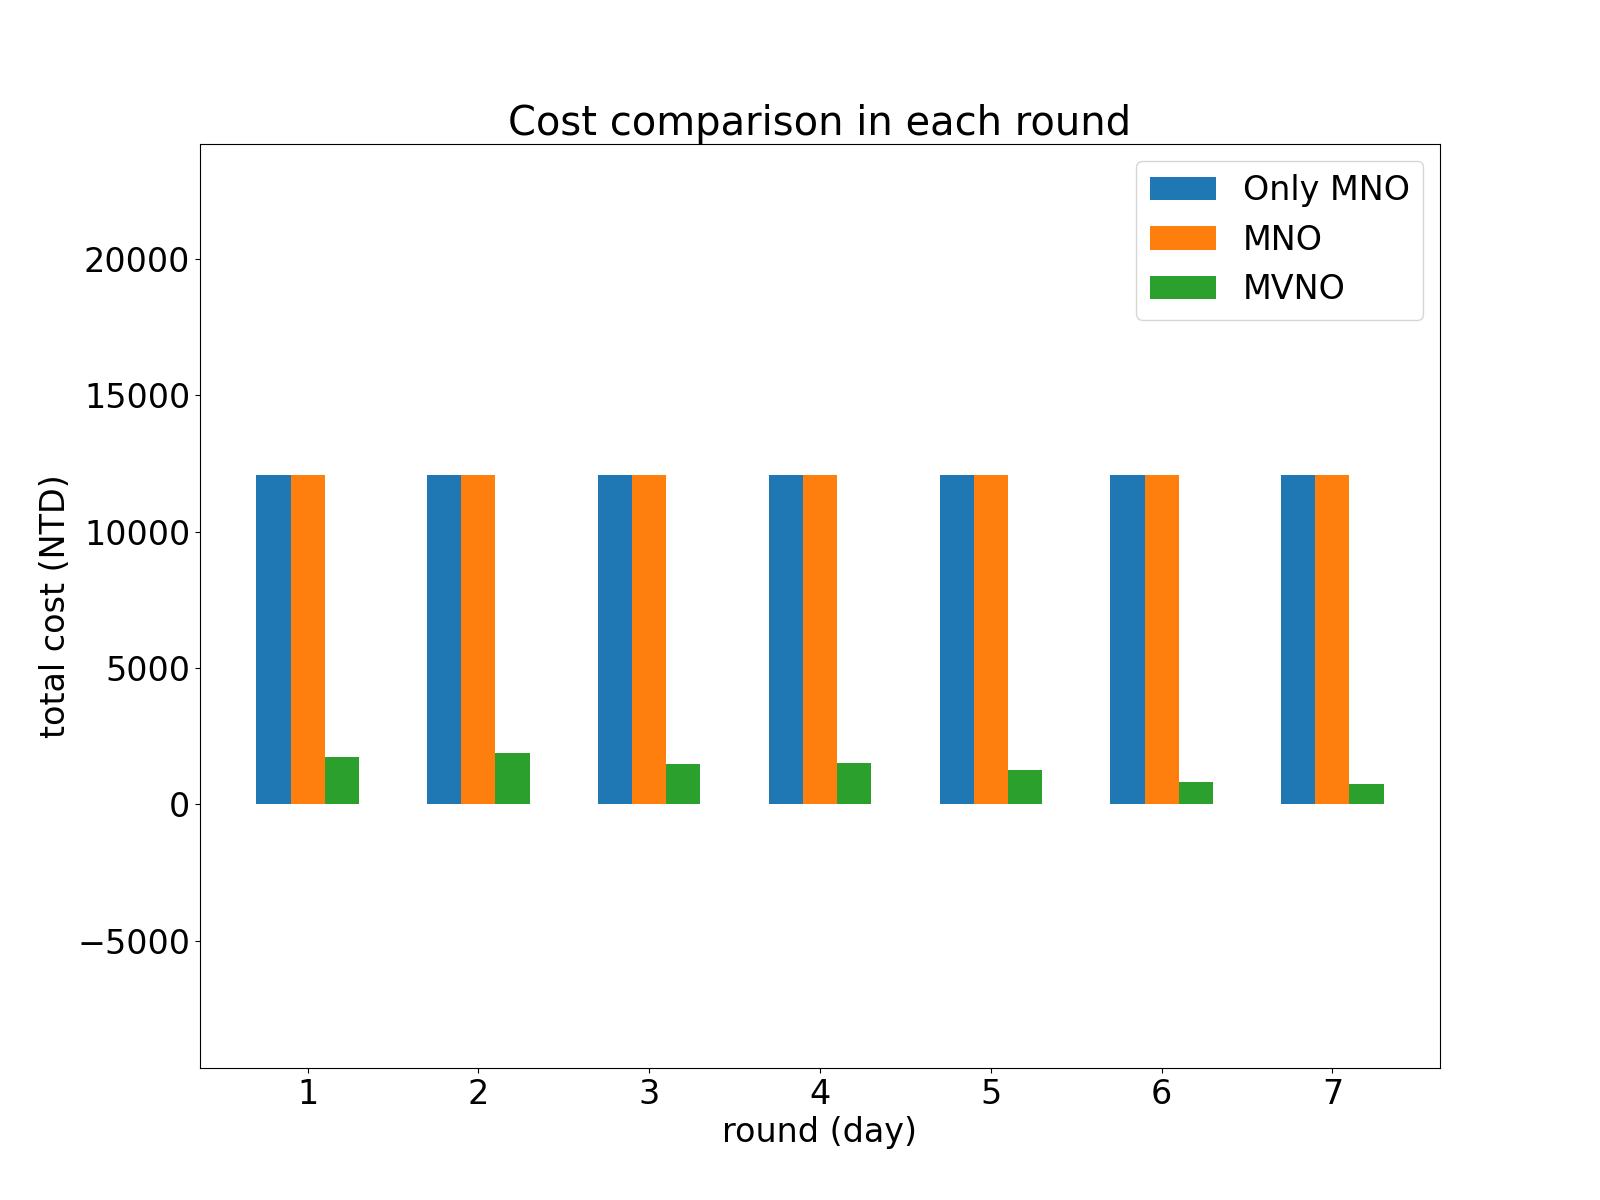 Cost comparison in each round
Only MNO
MNO
MVNO
20000
15000
10000
5000
0
−5000
total cost (NTD)
1 2 3 4 5 6 7
round (day)